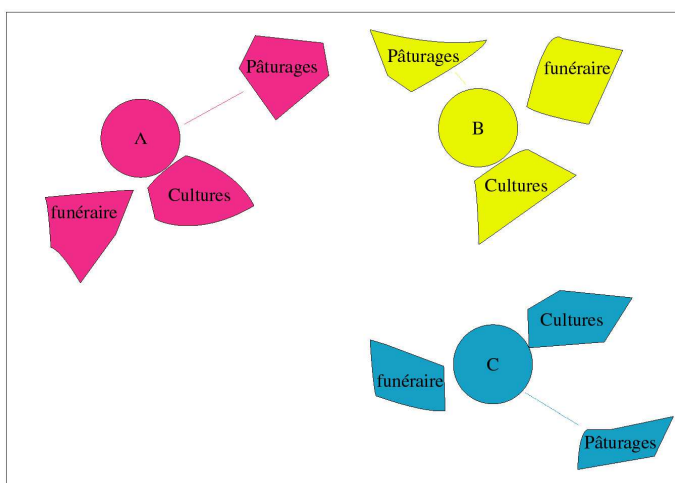 Pâturages
A
Cultures
funéraire
Pâturages
funéraire
B
Cultures
Cultures
C
funéraire
Pâturages